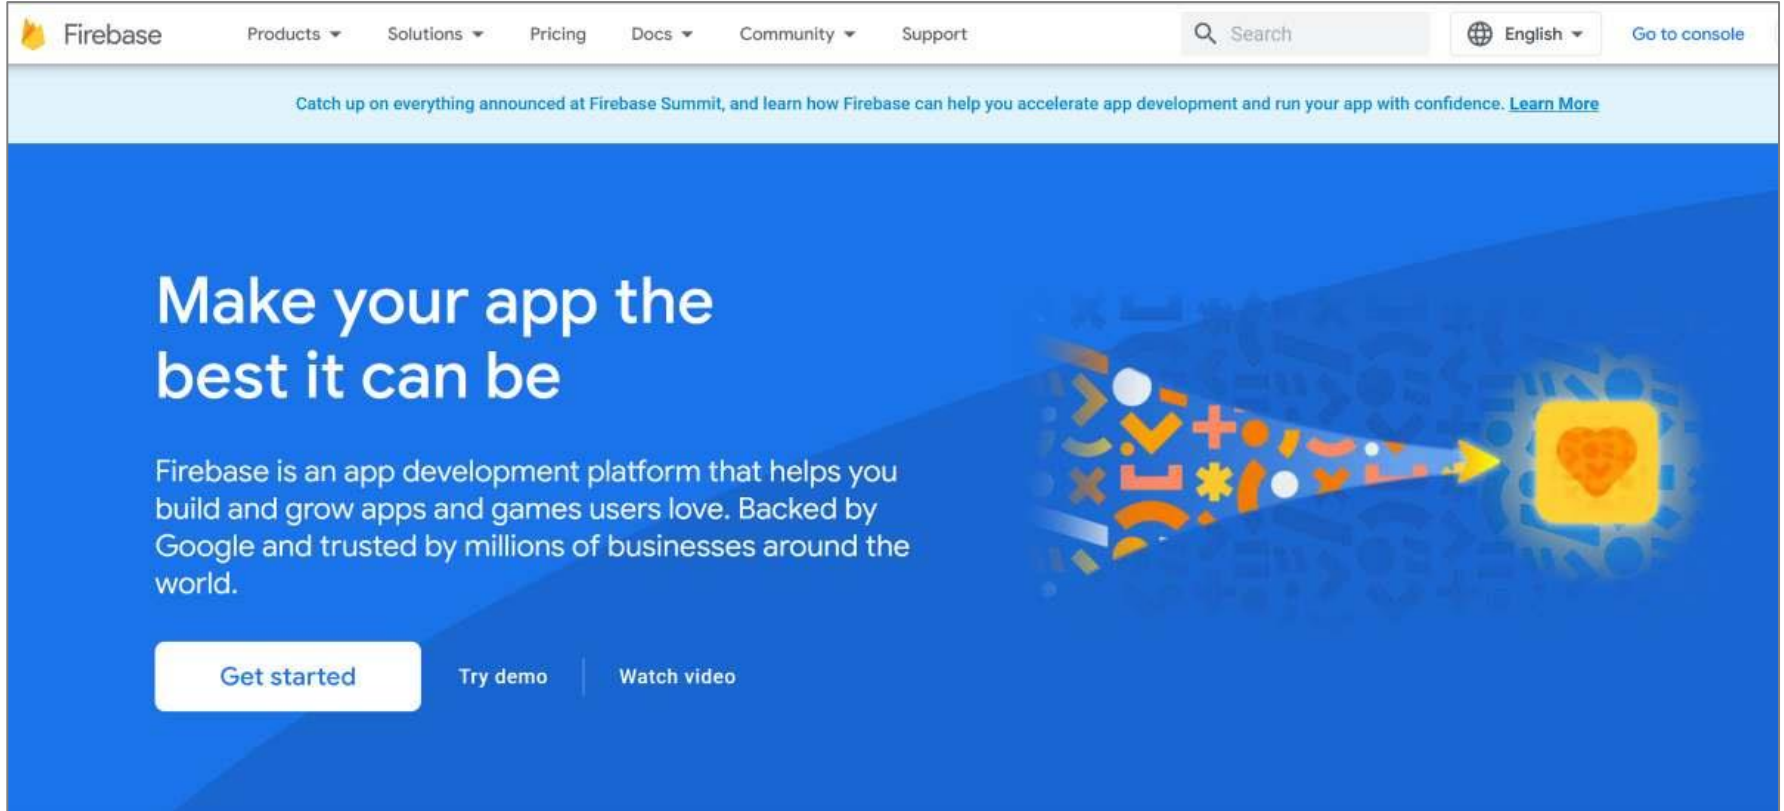 Firebase
Products
Solutions
Pricing
Docs
Community
Support
Search
English
Go to console
Catch up on everything announced at Firebase Summit, and learn how Firebase can help you accelerate app development and run your app with confidence. Learn More
Make your app the
best it can be
Firebase is an app development platform that helps you
build and grow apps and games users love. Backed by
Google and trusted by millions of businesses around the
world.
Get started
Try demo
Watch video